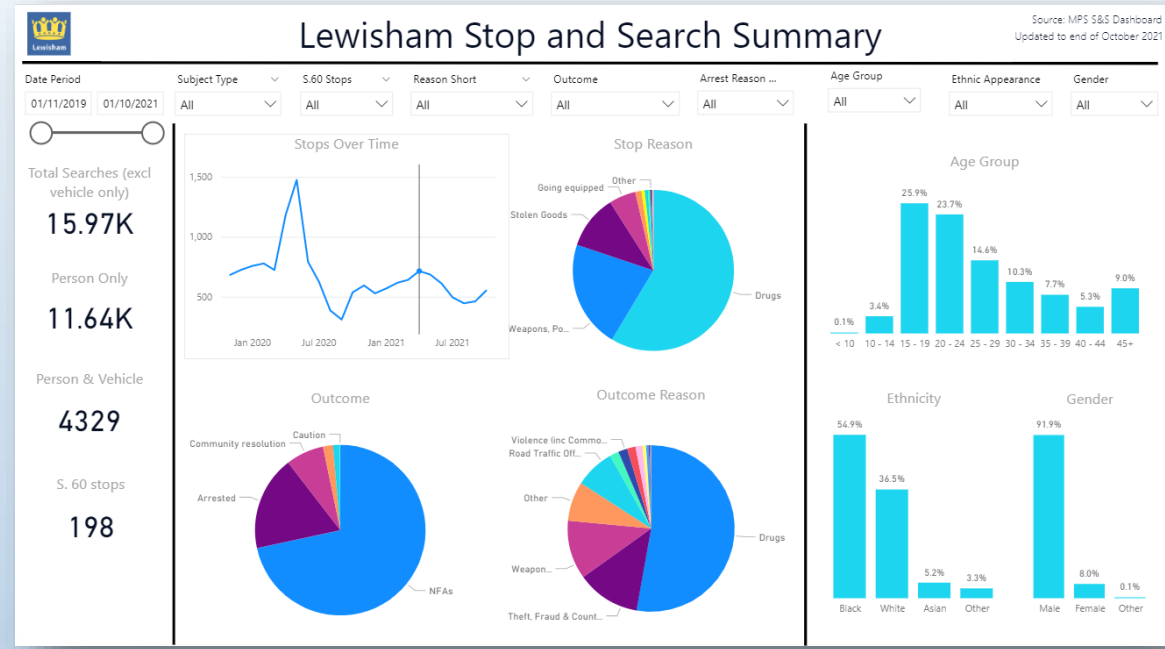 Lewisham
Lewisham Stop and Search Summary
Source: MPS S&S Dashboard
Updated to end of October 2021
Date Period
01/11/2019 01/10/2021
Subject Type
All
S.60 Stops
All
Reason Short
All
Outcome
All
Arrest Reason ...
All
Age Group
All
Ethnic Appearance
All
Gender
All
Total Searches (excl
vehicle only)
15.97K
Person Only
11.64K
Person & Vehicle
4329
S. 60 stops
198
Stops Over Time
1,500
1,000
500
Jan 2020 Jul 2020 Jan 2021 Jul 2021
Stop Reason
Other
Going equipped
Stolen Goods
Weapons, Po...
Drugs
Outcome
Caution
Community resolution
Arrested
NFAs
Outcome Reason
Violence (inc Commo...
Road Traffic Off...
Other
Weapon...
Theft, Fraud & Count...
Drugs
Age Group
0.1% 3.4% 25.9% 23.7% 14.6% 10.3% 7.7% 5.3% 9.0%
< 10 10 - 14 15 - 19 20 - 24 25 - 29 30 - 34 35 - 39 40 - 44 45+
Ethnicity
54.9% 36.5% 5.2% 3.3%
Black White Asian Other
Gender
91.9% 8.0% 0.1%
Male Female Other